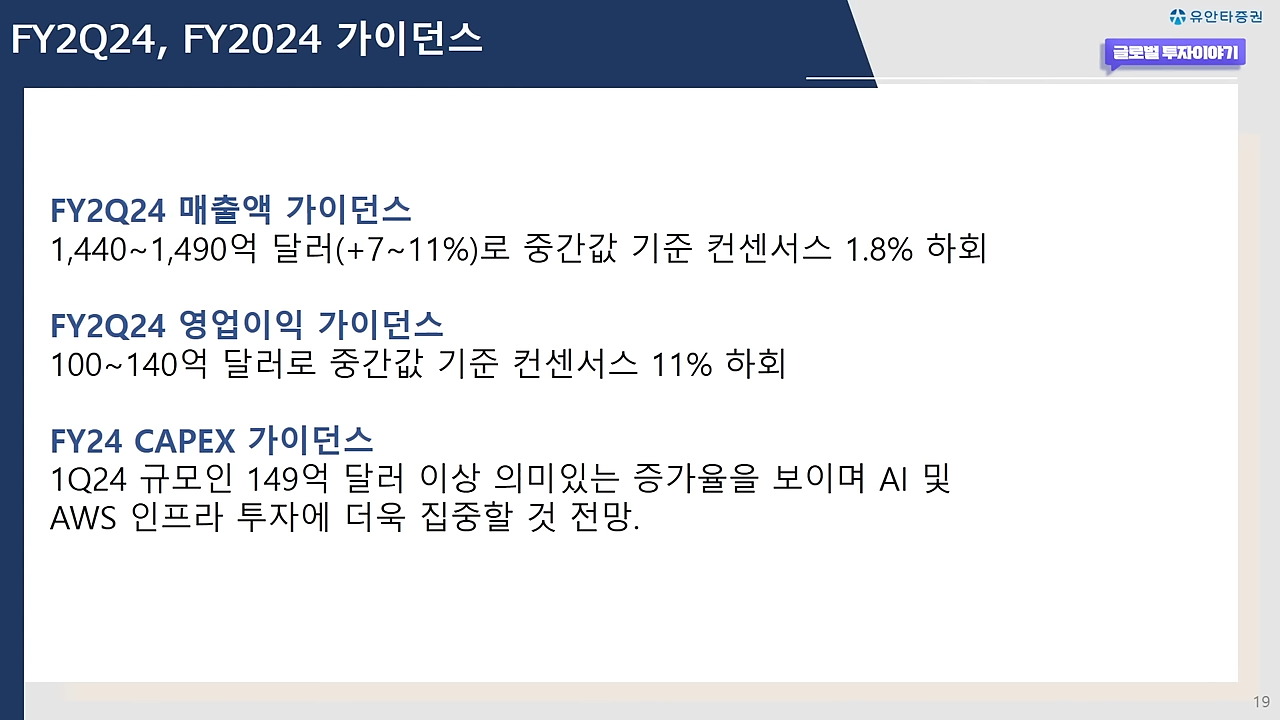 FY2Q24, FY2024 가이던스
유안타증권
글로벌 투자이야기
FY2Q24 매출액 가이던스
1,440~1,490억 달러(+7~11%)로 중간값 기준 컨센서스 1.8% 하회
FY2Q24 영업이익 가이던스
100~140억 달러로 중간값 기준 컨센서스 11% 하회
FY24 CAPEX 가이던스
1Q24 규모인 149억 달러 이상 의미있는 증가율을 보이며 AI 및
AWS 인프라 투자에 더욱 집중할 것 전망.
19